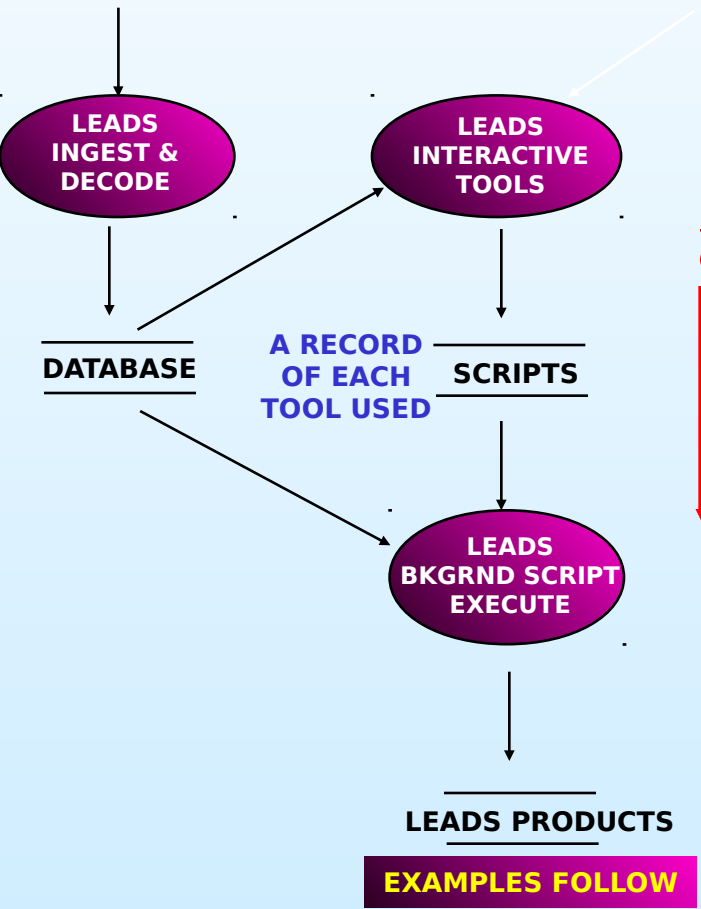 LEADS
INGEST &
DECODE
LEADS
INTERACTIVE
TOOLS
DATABASE
A RECORD
OF EACH
TOOL USED
SCRIPTS
LEADS
BKGRND SCRIPT
EXECUTE
LEADS PRODUCTS
EXAMPLES FOLLOW